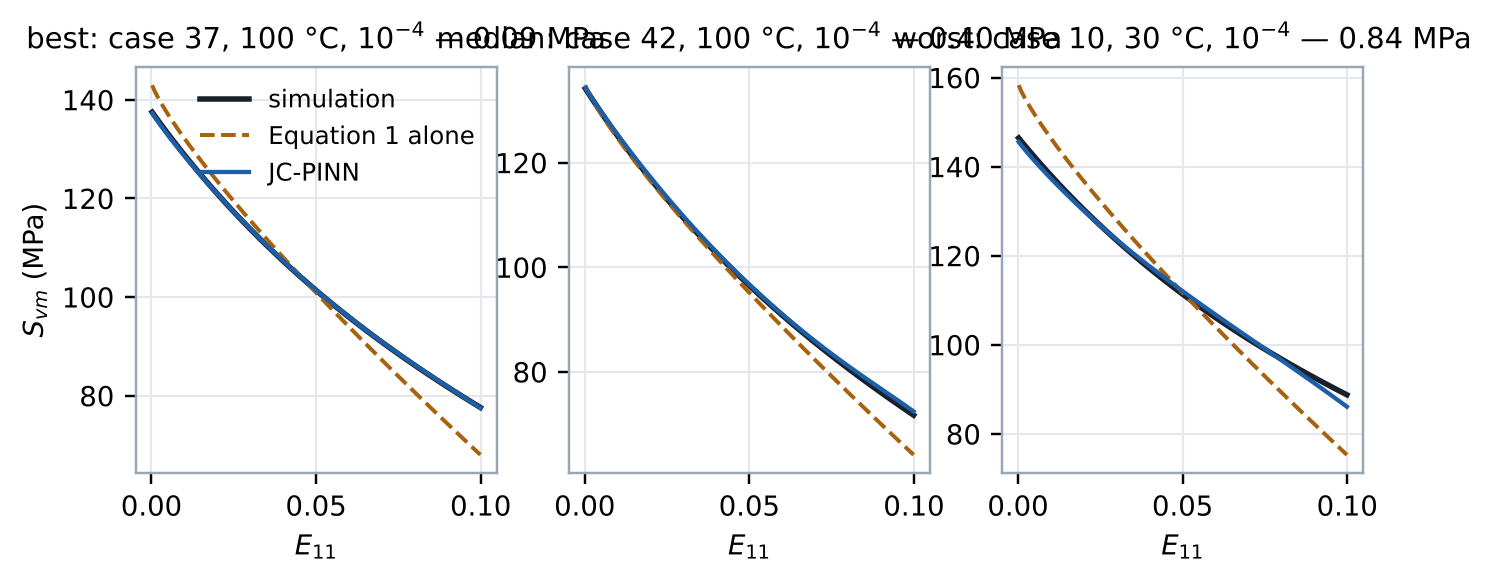 best: case 37, 100 °C, 10⁻⁴ — 0.09 MPa
median: case 42, 100 °C, 10⁻⁴ — 0.40 MPa
worst: case 10, 30 °C, 10⁻⁴ — 0.84 MPa
simulation
Equation 1 alone
JC-PINN
S_vm (MPa)
140
120
100
80
0.00 0.05 0.10
E₁₁
120
100
80
0.00 0.05 0.10
E₁₁
160
140
120
100
80
0.00 0.05 0.10
E₁₁